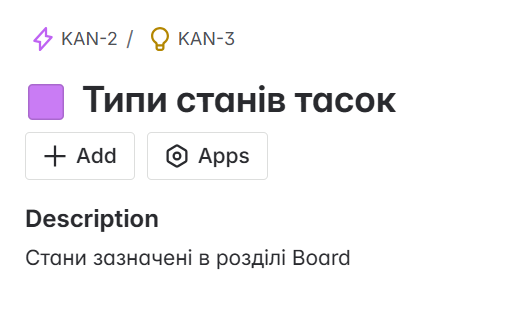 KAN-2 / KAN-3
Типи станів тасок
Add Apps
Description
Стани зазначені в розділі Board